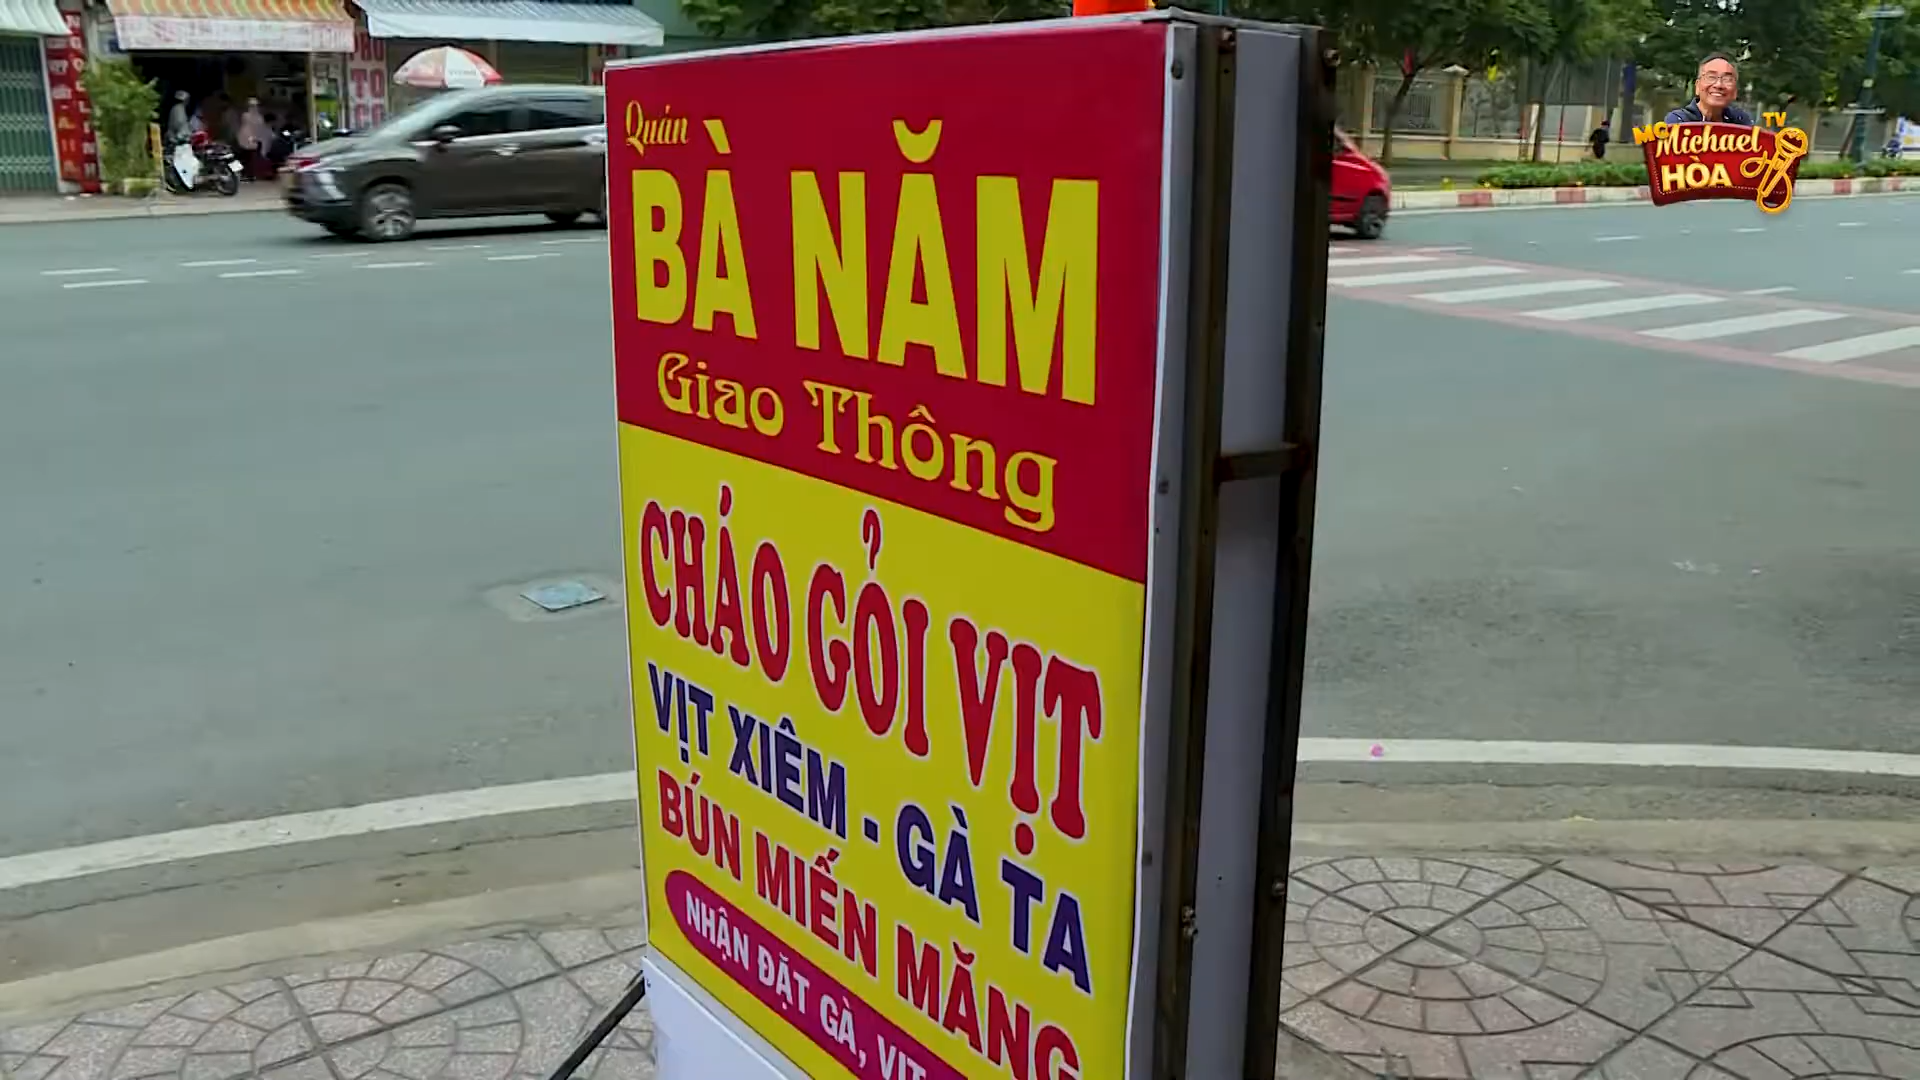 Quán
BÀ NĂM
Giao Thông
CHÁO GỎI VỊT
VỊT XIÊM - GÀ TA
BÚN MIẾN MĂNG
NHẬN ĐẶT GÀ, VỊT
MC Michael TV
HÒA